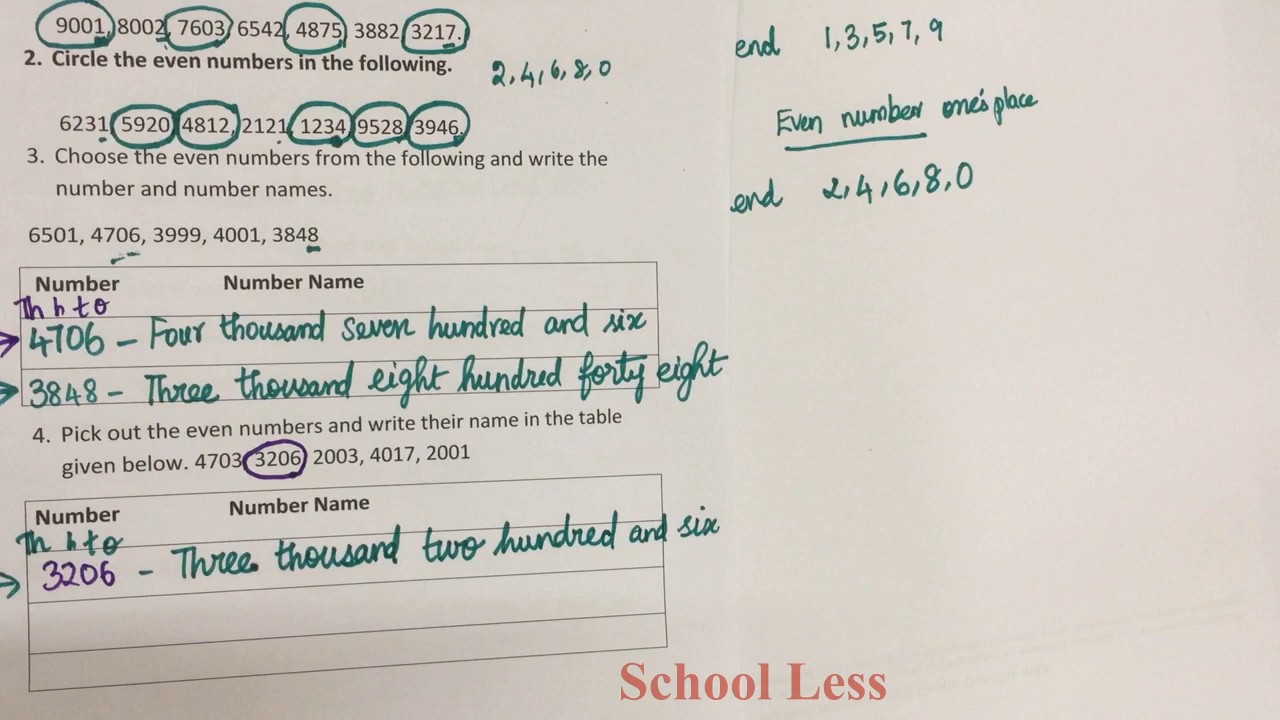 9001, 8002, 7603, 6542, 4875, 3882, 3217.
2. Circle the even numbers in the following.
2,4,6,8,0
6231, 5920, 4812, 2121, 1234, 9528, 3946.
3. Choose the even numbers from the following and write the
number and number names.
6501, 4706, 3999, 4001, 3848
Number Number Name
Th h t o
4706 – Four thousand seven hundred and six
3848 – Three thousand eight hundred forty eight
4. Pick out the even numbers and write their name in the table
given below. 4703, 3206, 2003, 4017, 2001
Number Number Name
Th h t o
3206 – Three thousand two hundred and six
end 1,3,5,7,9
Even number one's place
end 2,4,6,8,0
School Less